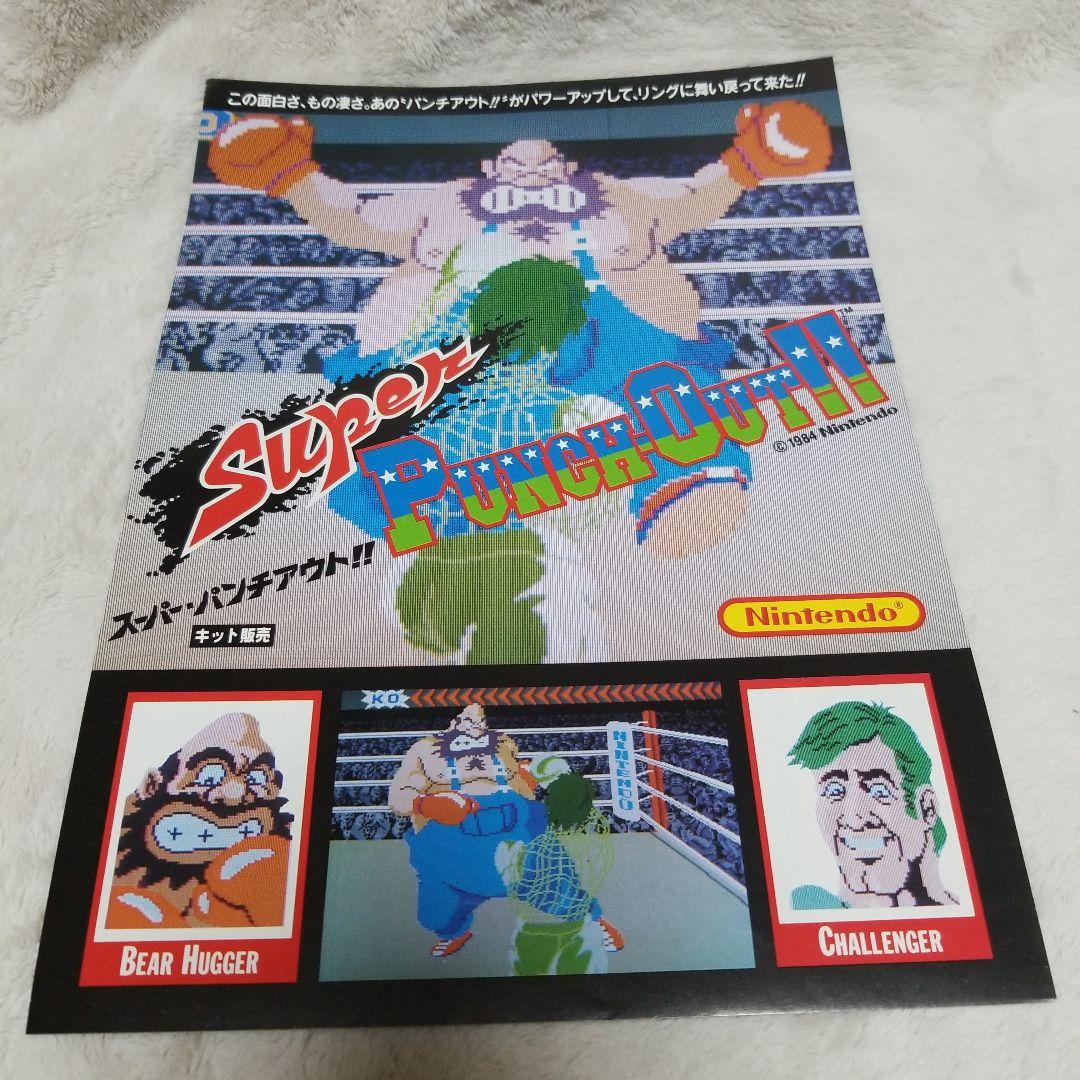 この面白さ、もの凄さ。あの"パンチアウト!!"がパワーアップして、リングに舞い戻って来た!!
Super
PUNCH-OUT!!™
©1984 Nintendo
スーパー・パンチアウト!!
キット販売
Nintendo®
KO
NINTENDO
BEAR HUGGER
CHALLENGER